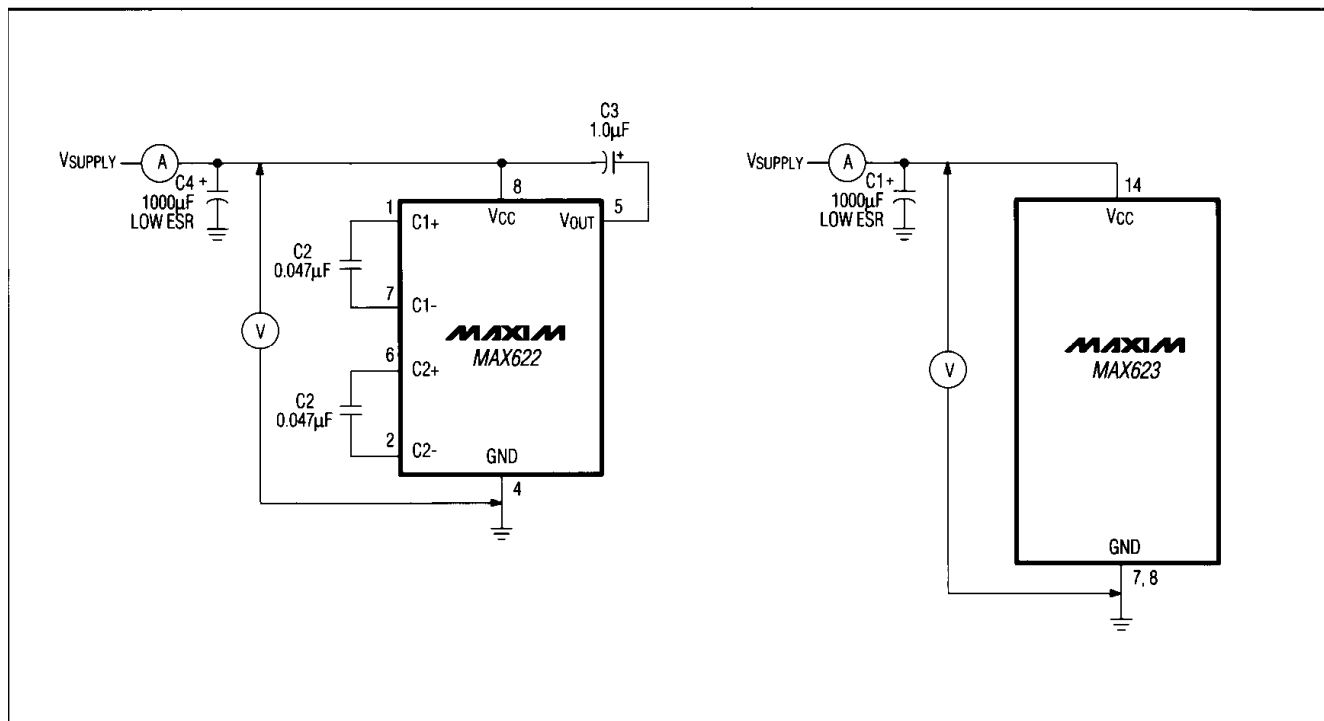 C3
1.0µF
VSUPPLY
A
C4 +
1000µF
LOW ESR
+
8
VCC
VOUT
5
1
C1+
C2
0.047µF
7
C1-
V
MAXIM
MAX622
6
C2+
C2
0.047µF
2
C2-
GND
4
VSUPPLY
A
C1+
1000µF
LOW ESR
14
VCC
V
MAXIM
MAX623
GND
7, 8